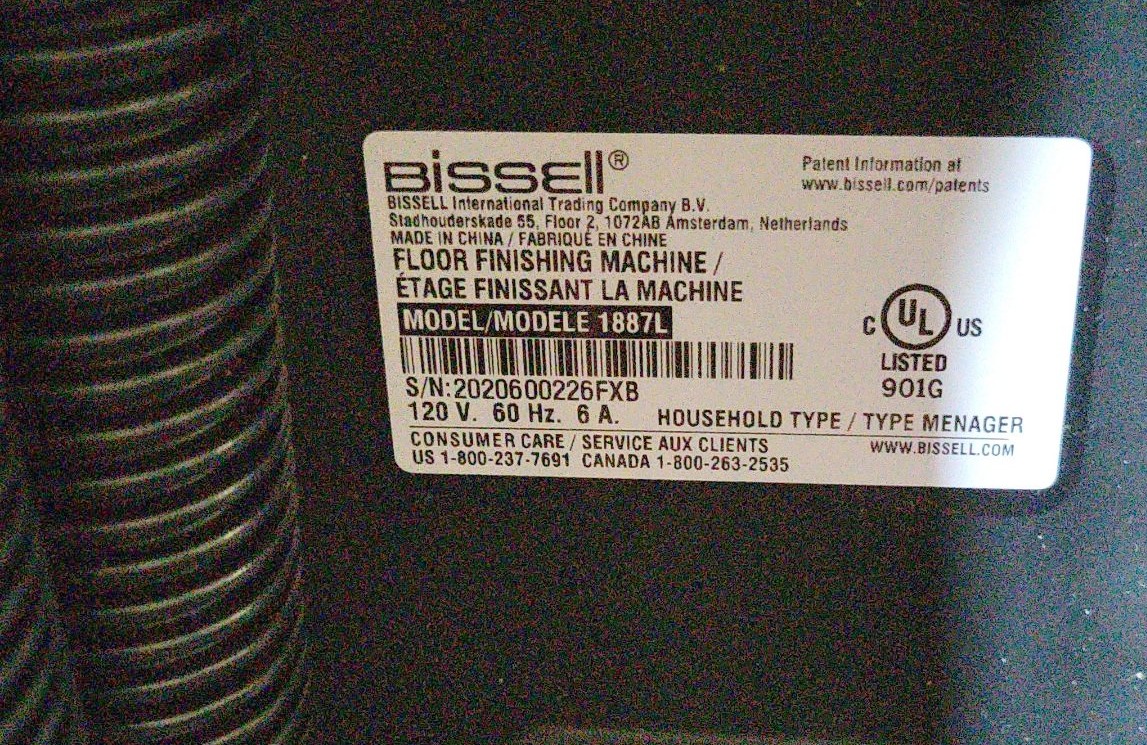 BISSELL®
Patent Information at
www.bissell.com/patents
BISSELL International Trading Company B.V.
Stadhouderskade 55, Floor 2, 1072AB Amsterdam, Netherlands
MADE IN CHINA / FABRIQUÉ EN CHINE
FLOOR FINISHING MACHINE /
ÉTAGE FINISSANT LA MACHINE
MODEL/MODELE 1887L
C UL US
LISTED
901G
S/N:2020600226FXB
120 V. 60 Hz. 6 A. HOUSEHOLD TYPE / TYPE MENAGER
CONSUMER CARE / SERVICE AUX CLIENTS
WWW.BISSELL.COM
US 1-800-237-7691 CANADA 1-800-263-2535